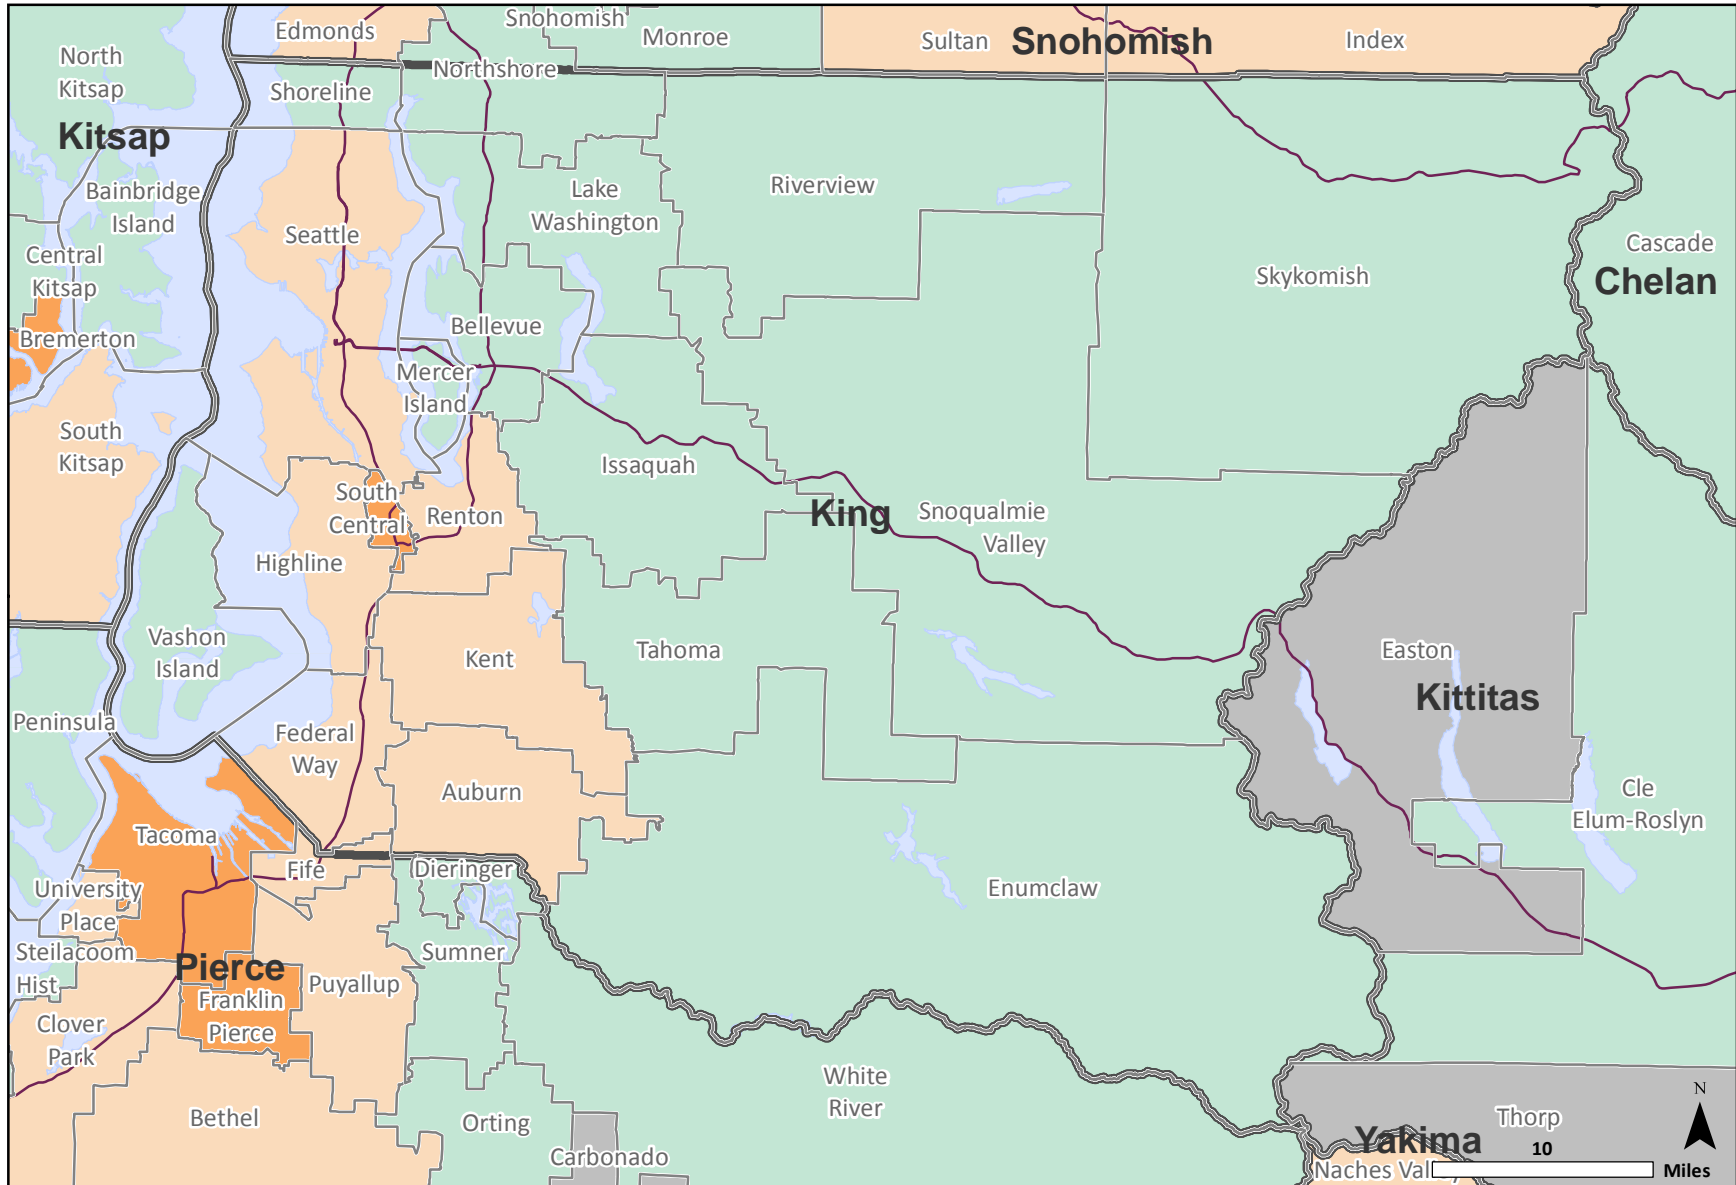 Snohomish
Edmonds
Monroe
Sultan
Snohomish
Index
North
Kitsap
Northshore
Shoreline
Kitsap
Bainbridge
Island
Lake
Washington
Riverview
Seattle
Cascade
Central
Kitsap
Skykomish
Chelan
Bremerton
Bellevue
Mercer
Island
South
Kitsap
Issaquah
South
Central
Renton
King
Snoqualmie
Valley
Highline
Vashon
Island
Kent
Tahoma
Easton
Kittitas
Peninsula
Federal
Way
Auburn
Cle
Elum-Roslyn
Tacoma
Fife
Dieringer
University
Place
Enumclaw
Steilacoom
Hist
Sumner
Pierce
Puyallup
Franklin
Pierce
Clover
Park
White
River
Bethel
Orting
Thorp
N
Carbonado
Yakima
Naches Valley
10
Miles